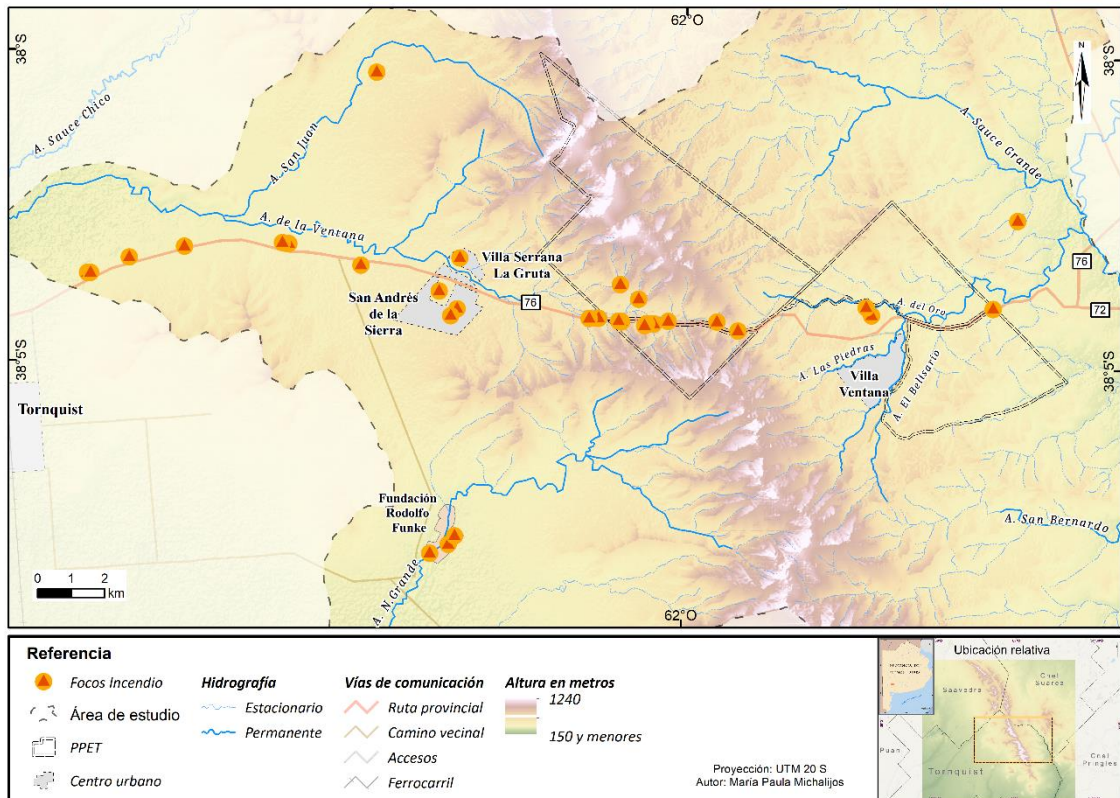 62°O
38°S
38°S
N
A. Sauce Chico
A. San Juan
A. Sauce Grande
A. de la Ventana
Villa Serrana
La Gruta
76
San Andrés
de la
Sierra
76
A. del Oro
72
38°5'S
38°5'S
A. Las Piedras
Villa
Ventana
A. El Belisario
Tornquist
Fundación
Rodolfo
Funke
A. San Bernardo
A. N. Grande
0 1 2
km
62°O
Referencia
Focos Incendio
Área de estudio
PPET
Centro urbano
Hidrografía
Estacionario
Permanente
Vías de comunicación
Ruta provincial
Camino vecinal
Accesos
Ferrocarril
Altura en metros
1240
150 y menores
Proyección: UTM 20 S
Autor: María Paula Michalijos
Ubicación relativa
Saavedra
Cnel
Suárez
Puan
Tornquist
Cnel
Pringles